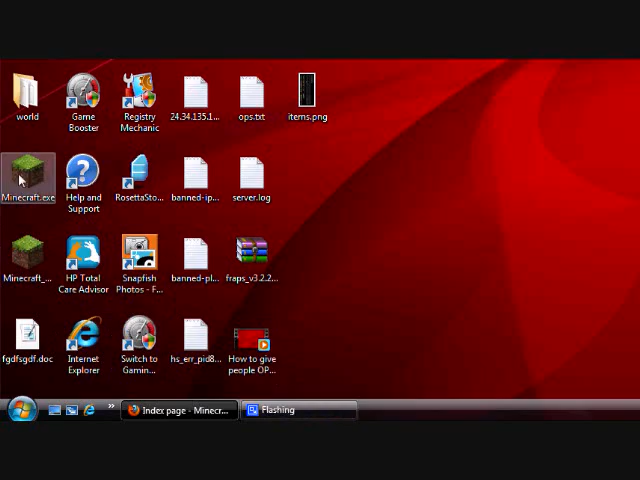 world
Game
Booster
Registry
Mechanic
24.34.135.1...
ops.txt
items.png
Minecraft.exe
Help and
Support
RosettaSto...
banned-ip...
server.log
Minecraft_...
HP Total
Care Advisor
Snapfish
Photos - F...
banned-pl...
fraps_v3.2.2...
fgdfsgdf.doc
Internet
Explorer
Switch to
Gamin...
hs_err_pid8...
How to give
people OP...
Index page - Minecr...
Flashing